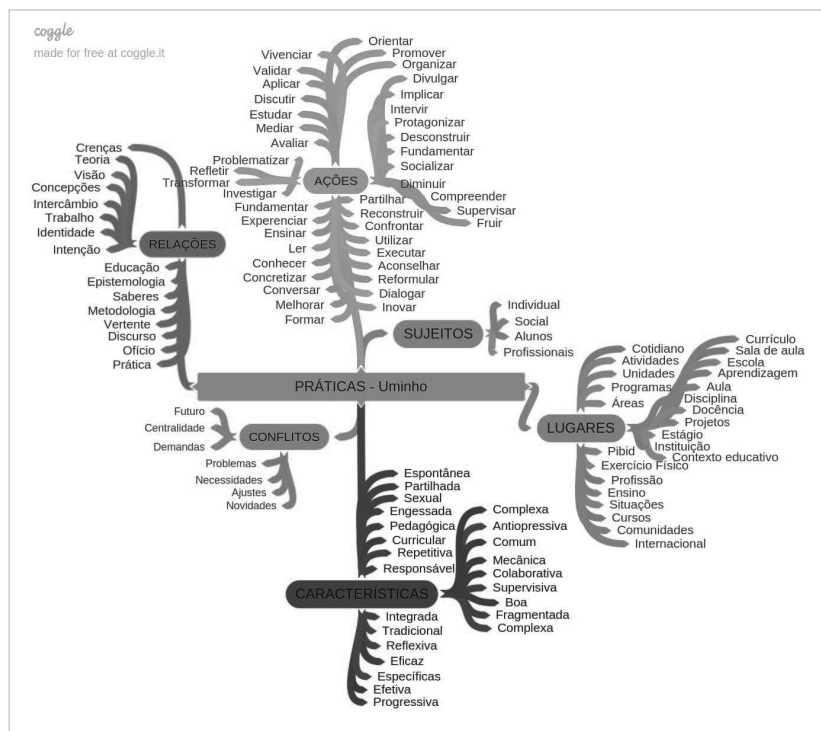 coggle
made for free at coggle.it
Orientar
Promover
Organizar
Divulgar
Implicar
Intervir
Protagonizar
Desconstruir
Fundamentar
Socializar
Diminuir
Compreender
Supervisar
Fruir
Vivenciar
Validar
Aplicar
Discutir
Estudar
Mediar
Avaliar
Problematizar
Refletir
Transformar
Investigar
AÇÕES
Fundamentar
Experenciar
Ensinar
Ler
Conhecer
Concretizar
Conversar
Melhorar
Formar
Partilhar
Reconstruir
Confrontar
Utilizar
Executar
Aconselhar
Reformular
Dialogar
Inovar
Crenças
Teoria
Visão
Concepções
Intercâmbio
Trabalho
Identidade
Intenção
RELAÇÕES
Educação
Epistemologia
Saberes
Metodologia
Vertente
Discurso
Ofício
Prática
SUJEITOS
Individual
Social
Alunos
Profissionais
PRÁTICAS - Uminho
LUGARES
Cotidiano
Atividades
Unidades
Programas
Áreas
Currículo
Sala de aula
Escola
Aprendizagem
Aula
Disciplina
Docência
Projetos
Estágio
Instituição
Contexto educativo
Pibid
Exercício Físico
Profissão
Ensino
Situações
Cursos
Comunidades
Internacional
Futuro
Centralidade
Demandas
CONFLITOS
Problemas
Necessidades
Ajustes
Novidades
Espontânea
Partilhada
Sexual
Engessada
Pedagógica
Curricular
Repetitiva
Responsável
CARACTERÍSTICAS
Complexa
Antiopressiva
Comum
Mecânica
Colaborativa
Supervisiva
Boa
Fragmentada
Complexa
Integrada
Tradicional
Reflexiva
Eficaz
Específicas
Efetiva
Progressiva